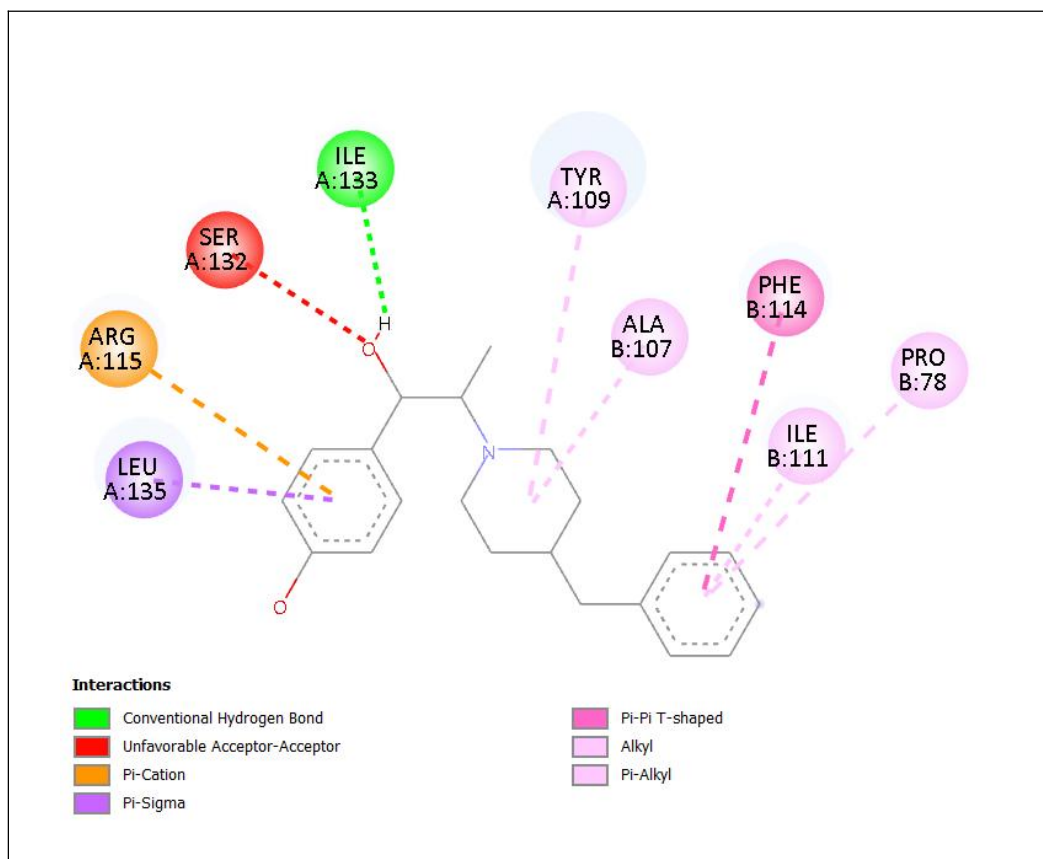 ILE
A:133
TYR
A:109
SER
A:132
PHE
B:114
ALA
B:107
ARG
A:115
PRO
B:78
ILE
B:111
LEU
A:135
H
O
N
O
Interactions
Conventional Hydrogen Bond
Unfavorable Acceptor-Acceptor
Pi-Cation
Pi-Sigma
Pi-Pi T-shaped
Alkyl
Pi-Alkyl